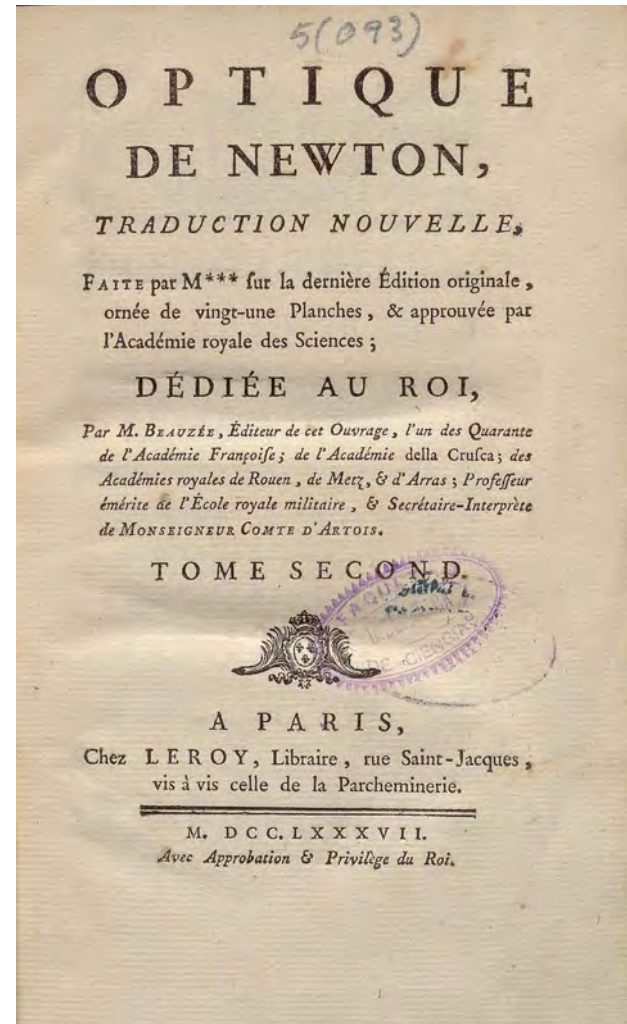 5(093)
OPTIQUE
DE NEWTON,
TRADUCTION NOUVELLE,
FAITE par M*** ſur la dernière Édition originale,
ornée de vingt-une Planches, & approuvée par
l'Académie royale des Sciences;
DÉDIÉE AU ROI,
Par M. BEAUZÉE, Éditeur de cet Ouvrage, l'un des Quarante
de l'Académie Françoiſe; de l'Académie della Cruſca; des
Académies royales de Rouen, de Metz, & d'Arras; Profeſſeur
émérite de l'École royale militaire, & Secrétaire-Interprète
de MONSEIGNEUR COMTE D'ARTOIS.
TOME SECOND.
DE CIENCIAS
A PARIS,
Chez LEROY, Libraire, rue Saint-Jacques,
vis à vis celle de la Parcheminerie.
M. DCC. LXXXVII.
Avec Approbation & Privilège du Roi.